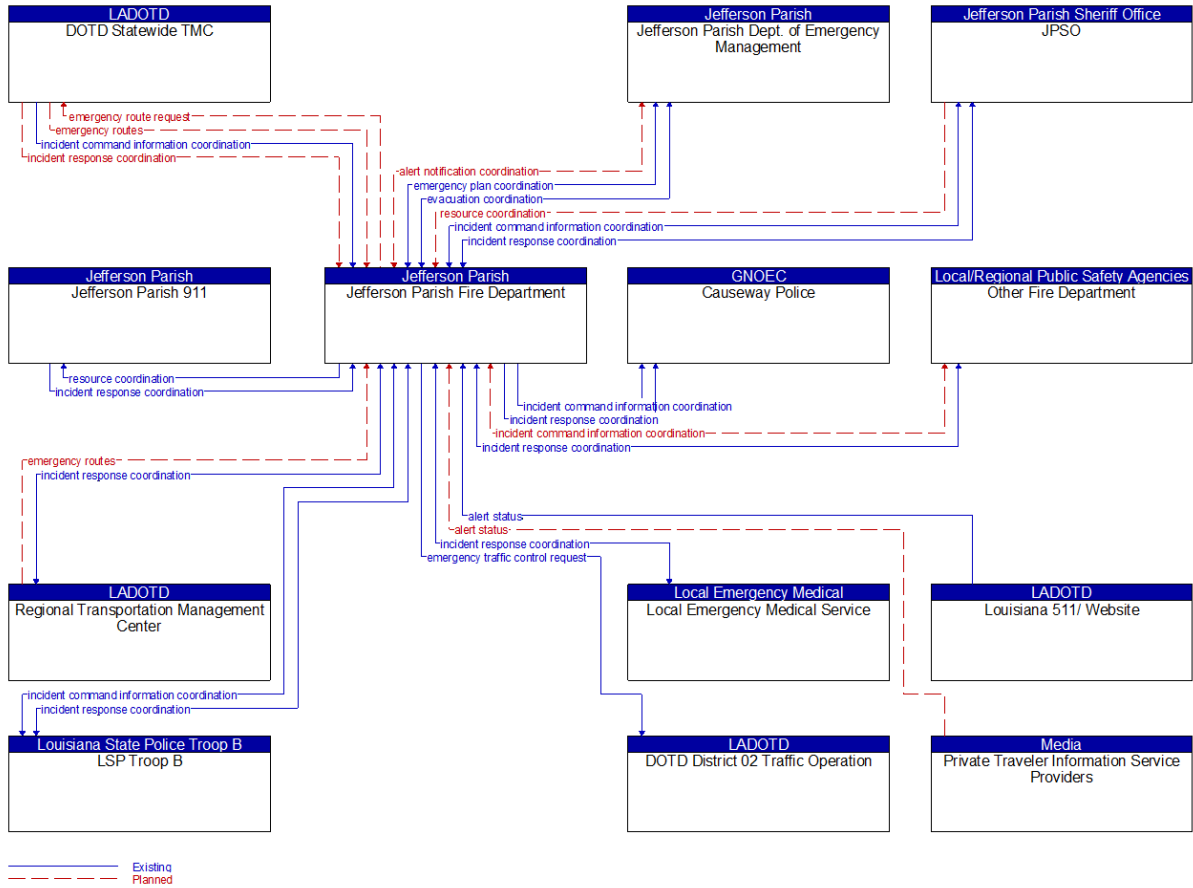 LADOTD
DOTD Statewide TMC
Jefferson Parish
Jefferson Parish Dept. of Emergency
Management
Jefferson Parish Sheriff Office
JPSO
emergency route request
emergency routes
incident command information coordination
incident response coordination
alert notification coordination
emergency plan coordination
evacuation coordination
resource coordination
incident command information coordination
incident response coordination
Jefferson Parish
Jefferson Parish 911
Jefferson Parish
Jefferson Parish Fire Department
GNOEC
Causeway Police
Local/Regional Public Safety Agencies
Other Fire Department
resource coordination
incident response coordination
incident command information coordination
incident response coordination
incident command information coordination
incident response coordination
emergency routes
incident response coordination
alert status
alert status
incident response coordination
emergency traffic control request
LADOTD
Regional Transportation Management
Center
Local Emergency Medical
Local Emergency Medical Service
LADOTD
Louisiana 511/ Website
incident command information coordination
incident response coordination
Louisiana State Police Troop B
LSP Troop B
LADOTD
DOTD District 02 Traffic Operation
Media
Private Traveler Information Service
Providers
Existing
Planned